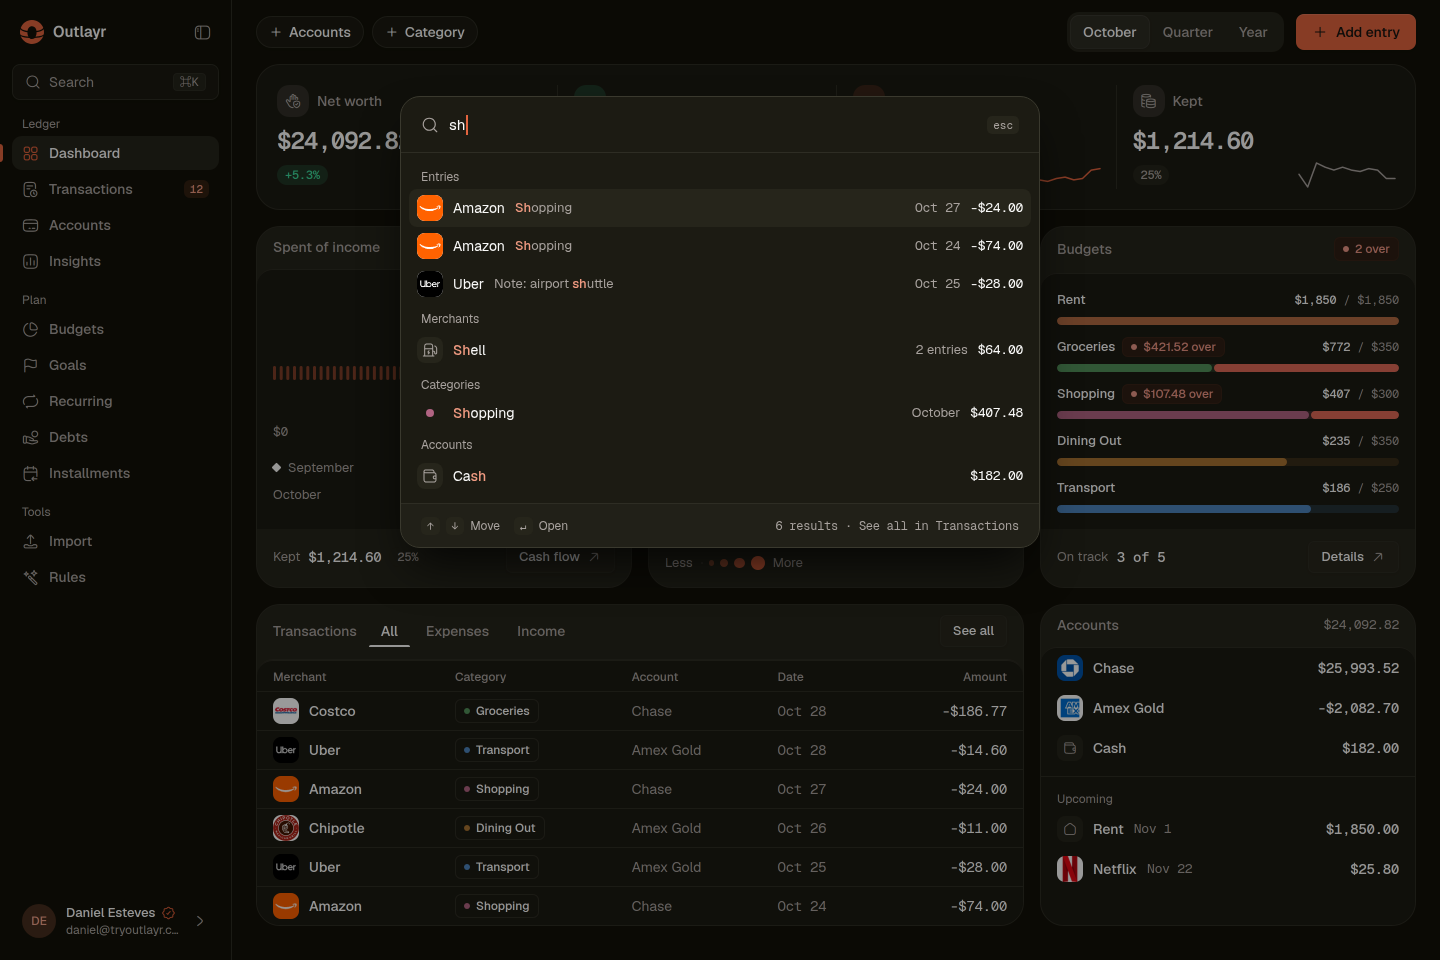 Outlayr
Search ⌘K
Ledger
Dashboard
Transactions 12
Accounts
Insights
Plan
Budgets
Goals
Recurring
Debts
Installments
Tools
Import
Rules
DE
Daniel Esteves
daniel@tryoutlayr.c...
+ Accounts
+ Category
October Quarter Year
+ Add entry
Net worth
$24,092.8
+5.3%
Kept
$1,214.60
25%
sh
esc
Entries
Amazon Shopping Oct 27 -$24.00
Amazon Shopping Oct 24 -$74.00
Uber Uber Note: airport shuttle Oct 25 -$28.00
Merchants
Shell 2 entries $64.00
Categories
Shopping October $407.48
Accounts
Cash $182.00
↑ ↓ Move ↵ Open 6 results · See all in Transactions
Spent of income
$0
September
October
Kept $1,214.60 25% Cash flow ↗
Less More
Budgets 2 over
Rent $1,850 / $1,850
Groceries $421.52 over $772 / $350
Shopping $107.48 over $407 / $300
Dining Out $235 / $350
Transport $186 / $250
On track 3 of 5 Details ↗
Transactions All Expenses Income See all
Merchant Category Account Date Amount
COSTCO Costco Groceries Chase Oct 28 -$186.77
Uber Uber Transport Amex Gold Oct 28 -$14.60
Amazon Shopping Chase Oct 27 -$24.00
Chipotle Dining Out Amex Gold Oct 26 -$11.00
Uber Uber Transport Amex Gold Oct 25 -$28.00
Amazon Shopping Chase Oct 24 -$74.00
Accounts $24,092.82
Chase $25,993.52
AM
EX
Amex Gold -$2,082.70
Cash $182.00
Upcoming
Rent Nov 1 $1,850.00
N Netflix Nov 22 $25.80